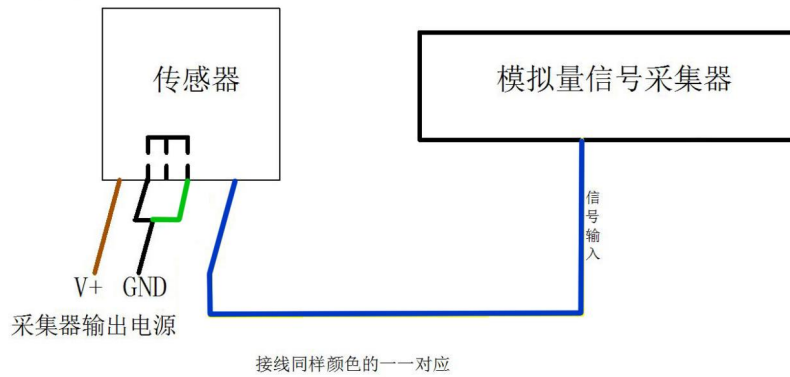 传感器
模拟量信号采集器
信号输入
V+ GND
采集器输出电源
接线同样颜色的一一对应